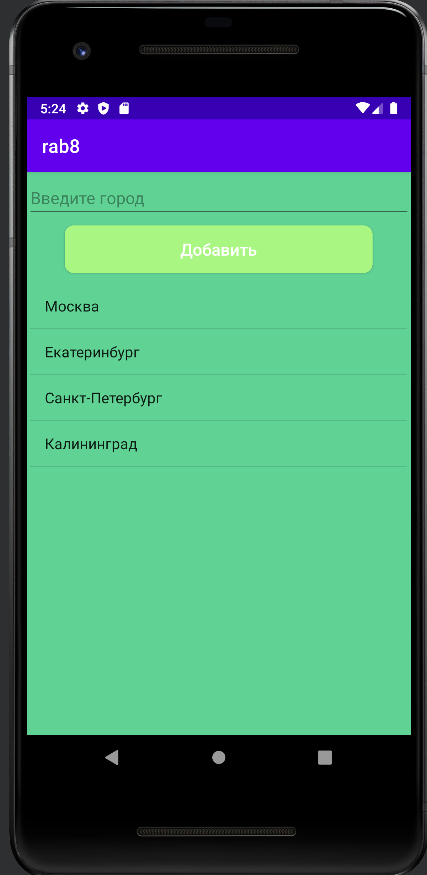 5:24
rab8
Введите город
Добавить
Москва
Екатеринбург
Санкт-Петербург
Калининград